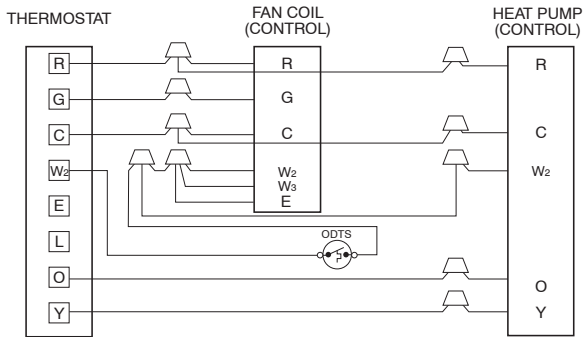 THERMOSTAT
FAN COIL
(CONTROL)
HEAT PUMP
(CONTROL)
R
G
C
W2
E
L
O
Y
R
G
C
W2
W3
E
ODTS
R
C
W2
O
Y